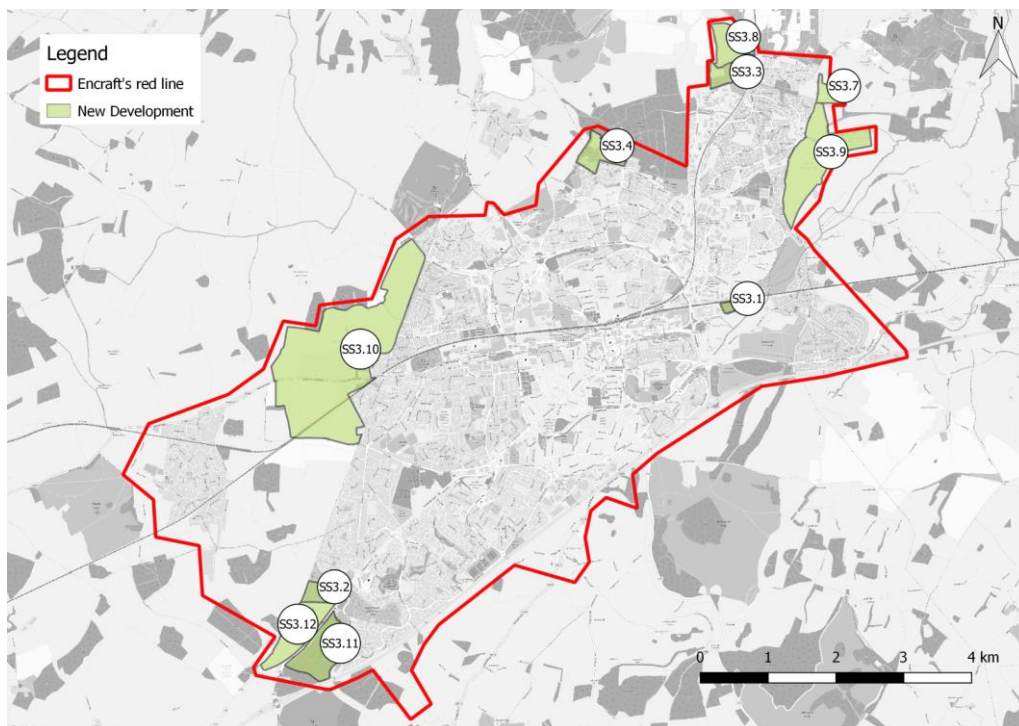 Legend
Encraft's red line
New Development
N
SS3.8
SS3.3
SS3.7
SS3.4
SS3.9
SS3.1
SS3.10
SS3.2
SS3.12
SS3.11
0 1 2 3 4 km